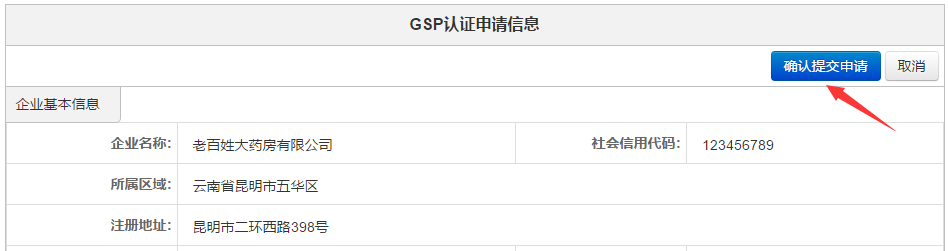 GSP认证申请信息
确认提交申请 取消
企业基本信息
企业名称: 老百姓大药房有限公司 社会信用代码: 123456789
所属区域: 云南省昆明市五华区
注册地址: 昆明市二环西路398号